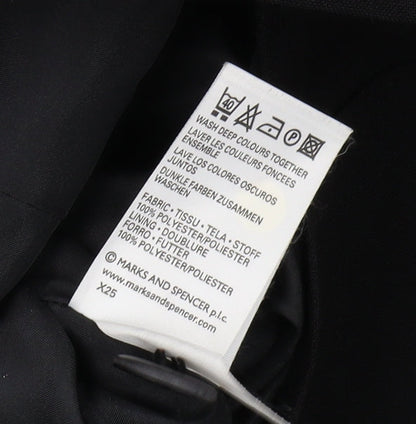 40 P
WASH DEEP COLOURS TOGETHER
LAVER LES COULEURS FONCEES
ENSEMBLE
LAVE LOS COLORES OSCUROS
JUNTOS
DUNKLE FARBEN ZUSAMMEN
WASCHEN
FABRIC · TISSU · TELA · STOFF
100% POLYESTER/POLIESTER
LINING · DOUBLURE
FORRO · FUTTER
100% POLYESTER/POLIESTER
© MARKS AND SPENCER p.l.c.
www.marksandspencer.com
X25